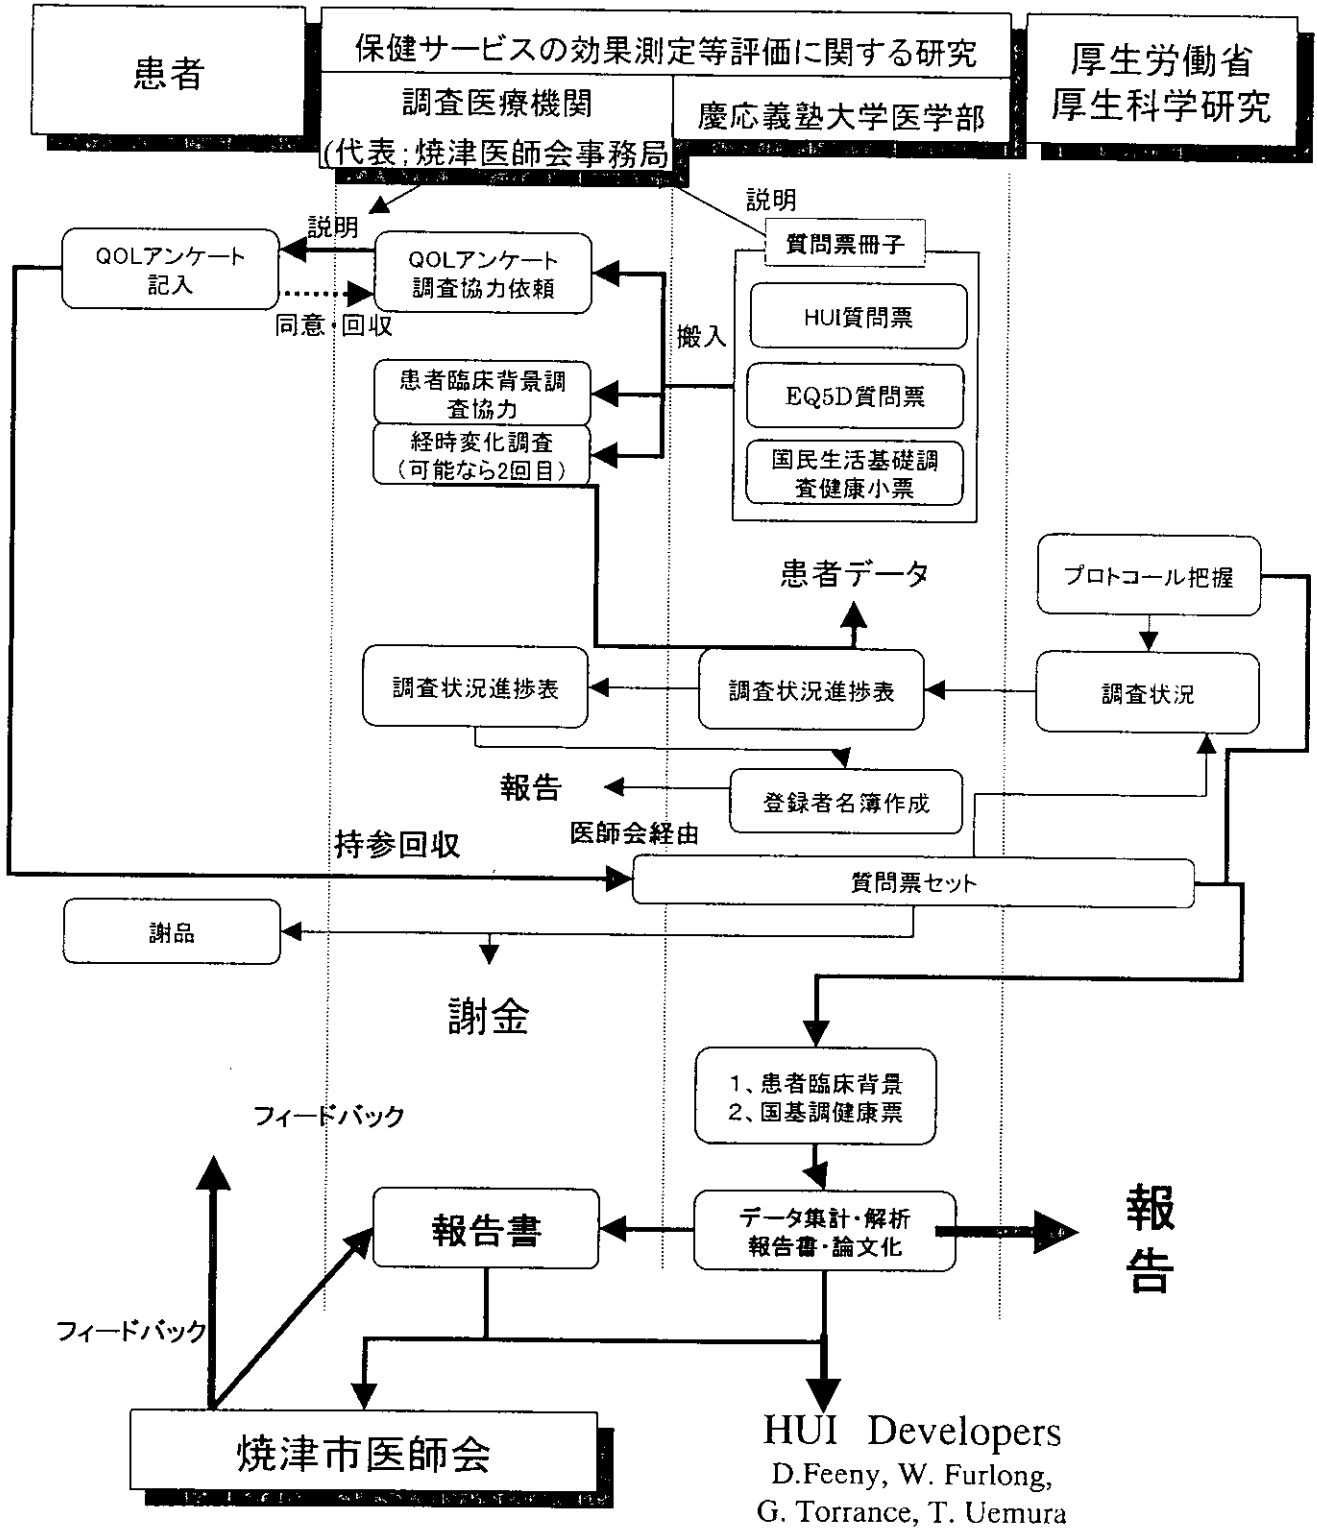 患者
保健サービスの効果測定等評価に関する研究
調査医療機関
(代表;焼津医師会事務局
慶応義塾大学医学部
厚生労働省
厚生科学研究
説明
説明
QOLアンケート
記入
QOLアンケート
調査協力依頼
同意・回収
質問票冊子
HUI質問票
EQ5D質問票
国民生活基礎調
査健康小票
搬入
患者臨床背景調
査協力
経時変化調査
(可能なら2回目)
患者データ
プロトコール把握
調査状況進捗表
調査状況進捗表
調査状況
報告
登録者名簿作成
持参回収
医師会経由
質問票セット
謝品
謝金
1、患者臨床背景
2、国基調健康票
フィードバック
報告書
データ集計・解析
報告書・論文化
報
告
フィードバック
焼津市医師会
HUI Developers
D.Feeny, W. Furlong,
G. Torrance, T. Uemura